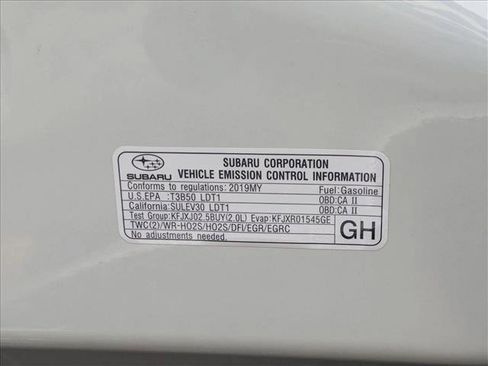 SUBARU CORPORATION
SUBARU VEHICLE EMISSION CONTROL INFORMATION
Conforms to regulations: 2019MY Fuel: Gasoline
U.S.EPA :T3B50 LDT1 OBD:CA II
California: SULEV30 LDT1 OBD:CA II
Test Group:KFJXJ02.5BUY(2.0L) Evap:KFJXR01545GE
TWC(2)/WR-HO2S/HO2S/DFI/EGR/EGRC
No adjustments needed.
GH